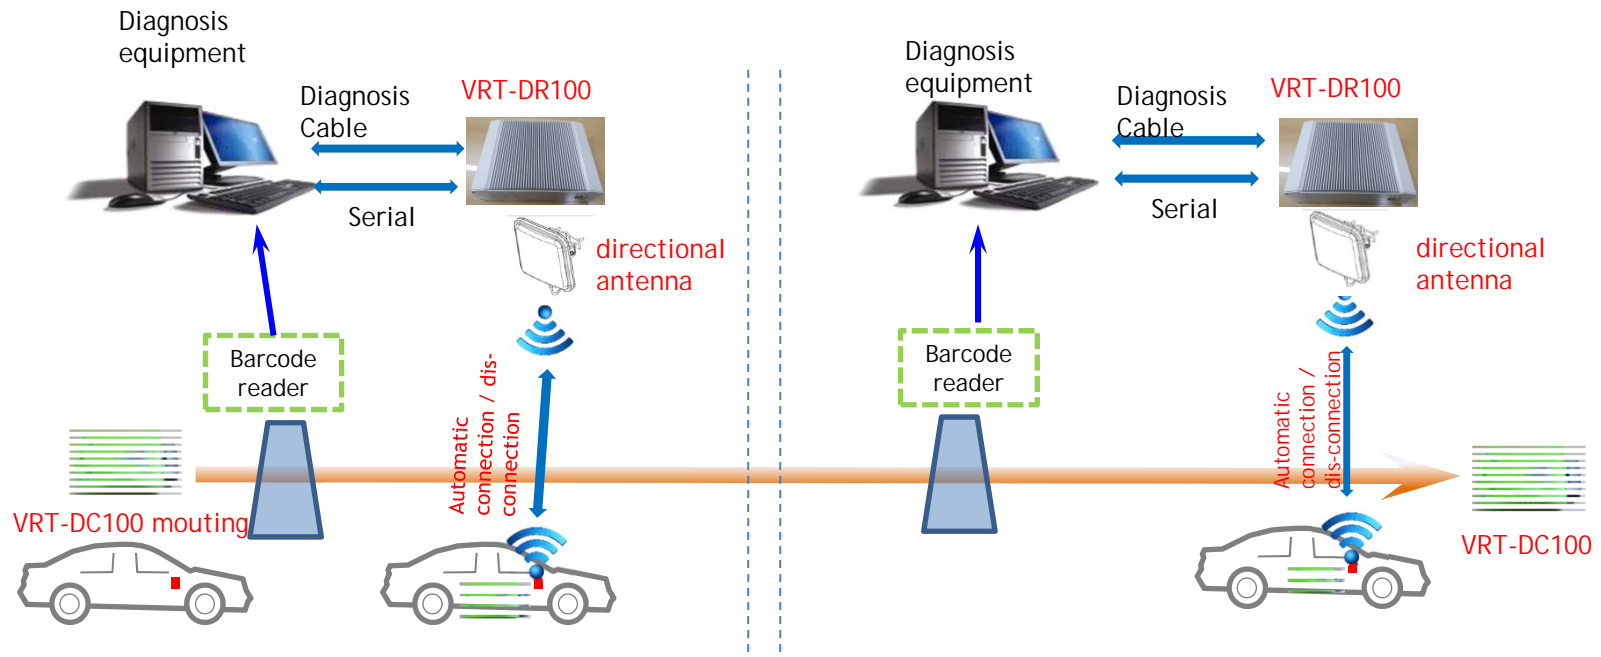 Diagnosis
equipment
Diagnosis
Cable
VRT-DR100
Serial
directional
antenna
Barcode
reader
Automatic
connection / dis-
connection
VRT-DC100 mouting
Diagnosis
equipment
Diagnosis
Cable
VRT-DR100
Serial
directional
antenna
Barcode
reader
Automatic
connection /
dis-connection
VRT-DC100